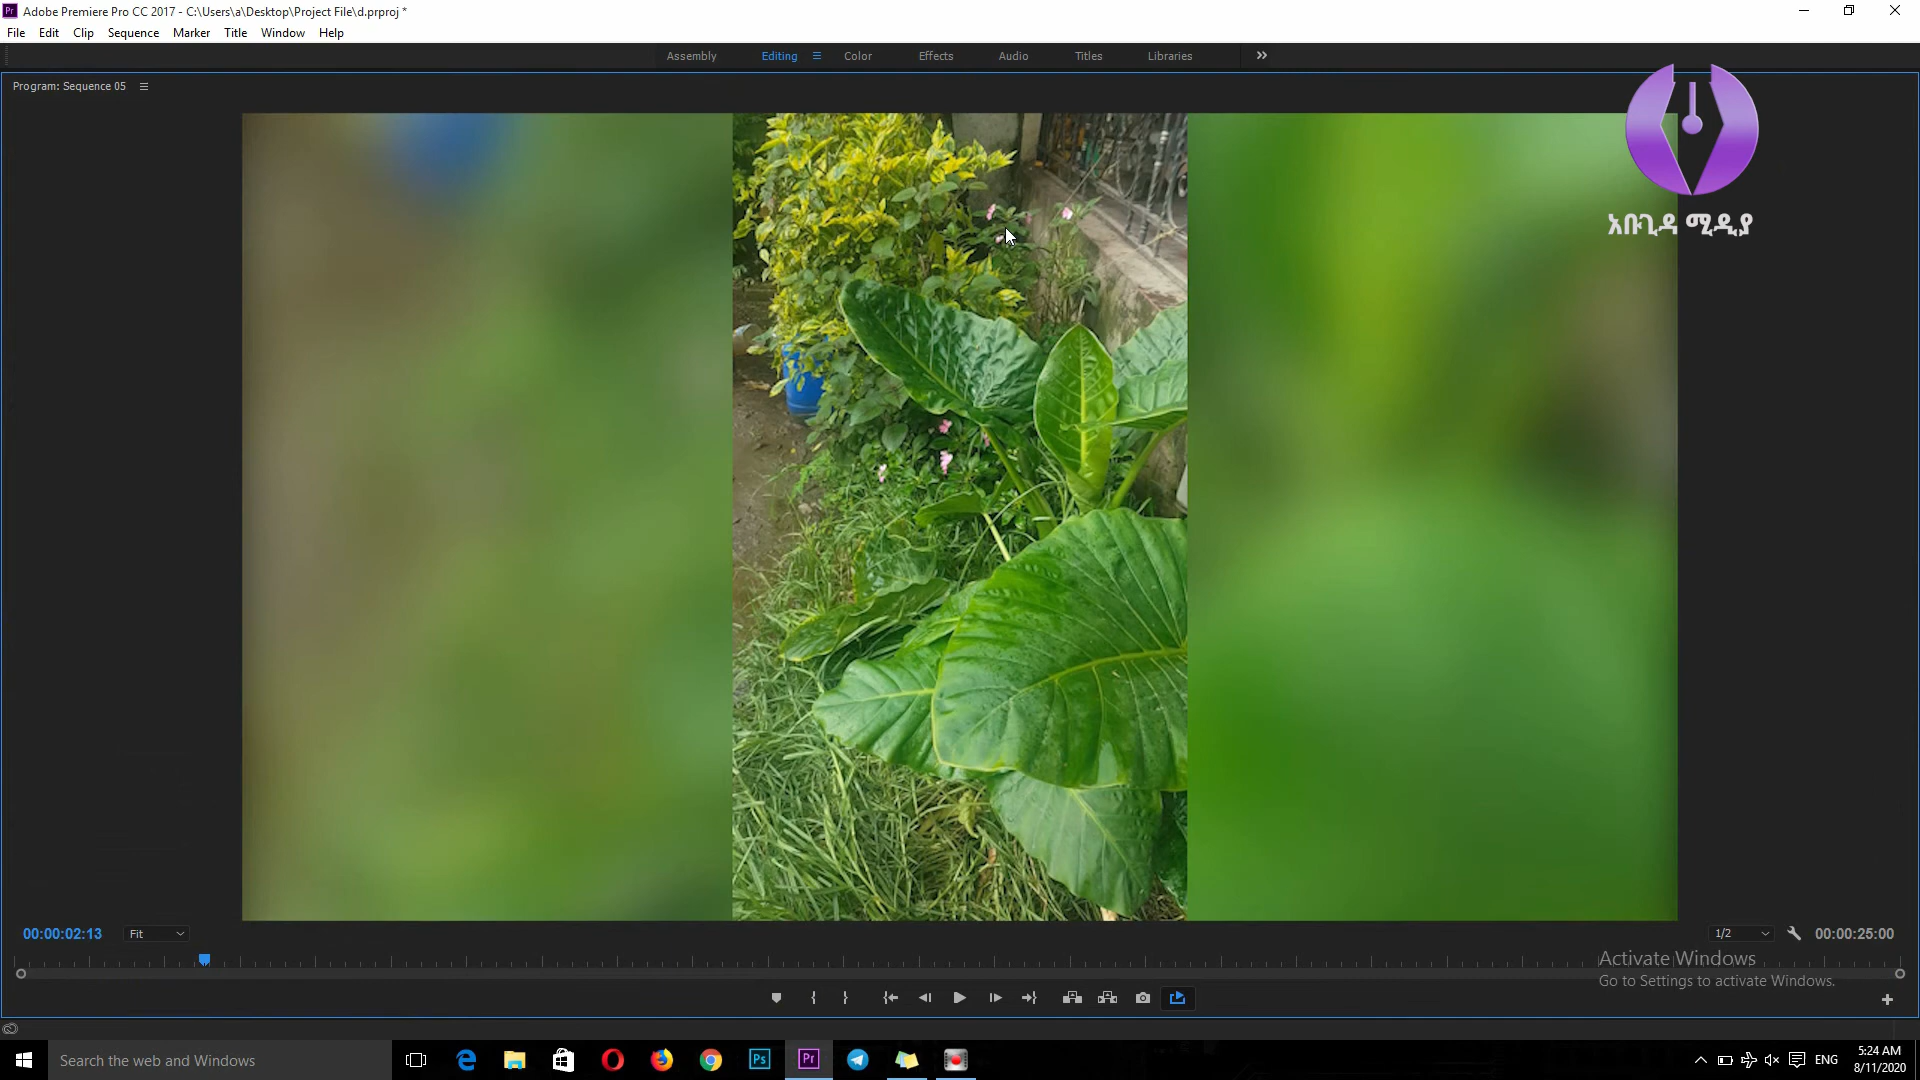 Adobe Premiere Pro CC 2017 - C:\Users\a\Desktop\Project File\d.prproj *
File Edit Clip Sequence Marker Title Window Help
Assembly Editing Color Effects Audio Titles Libraries
Program: Sequence 05
አቡጊዳ ሚዲያ
00:00:02:13 Fit 1/2 00:00:25:00
Activate Windows
Go to Settings to activate Windows.
Search the web and Windows
Ps
Pr
ENG
5:24 AM
8/11/2020